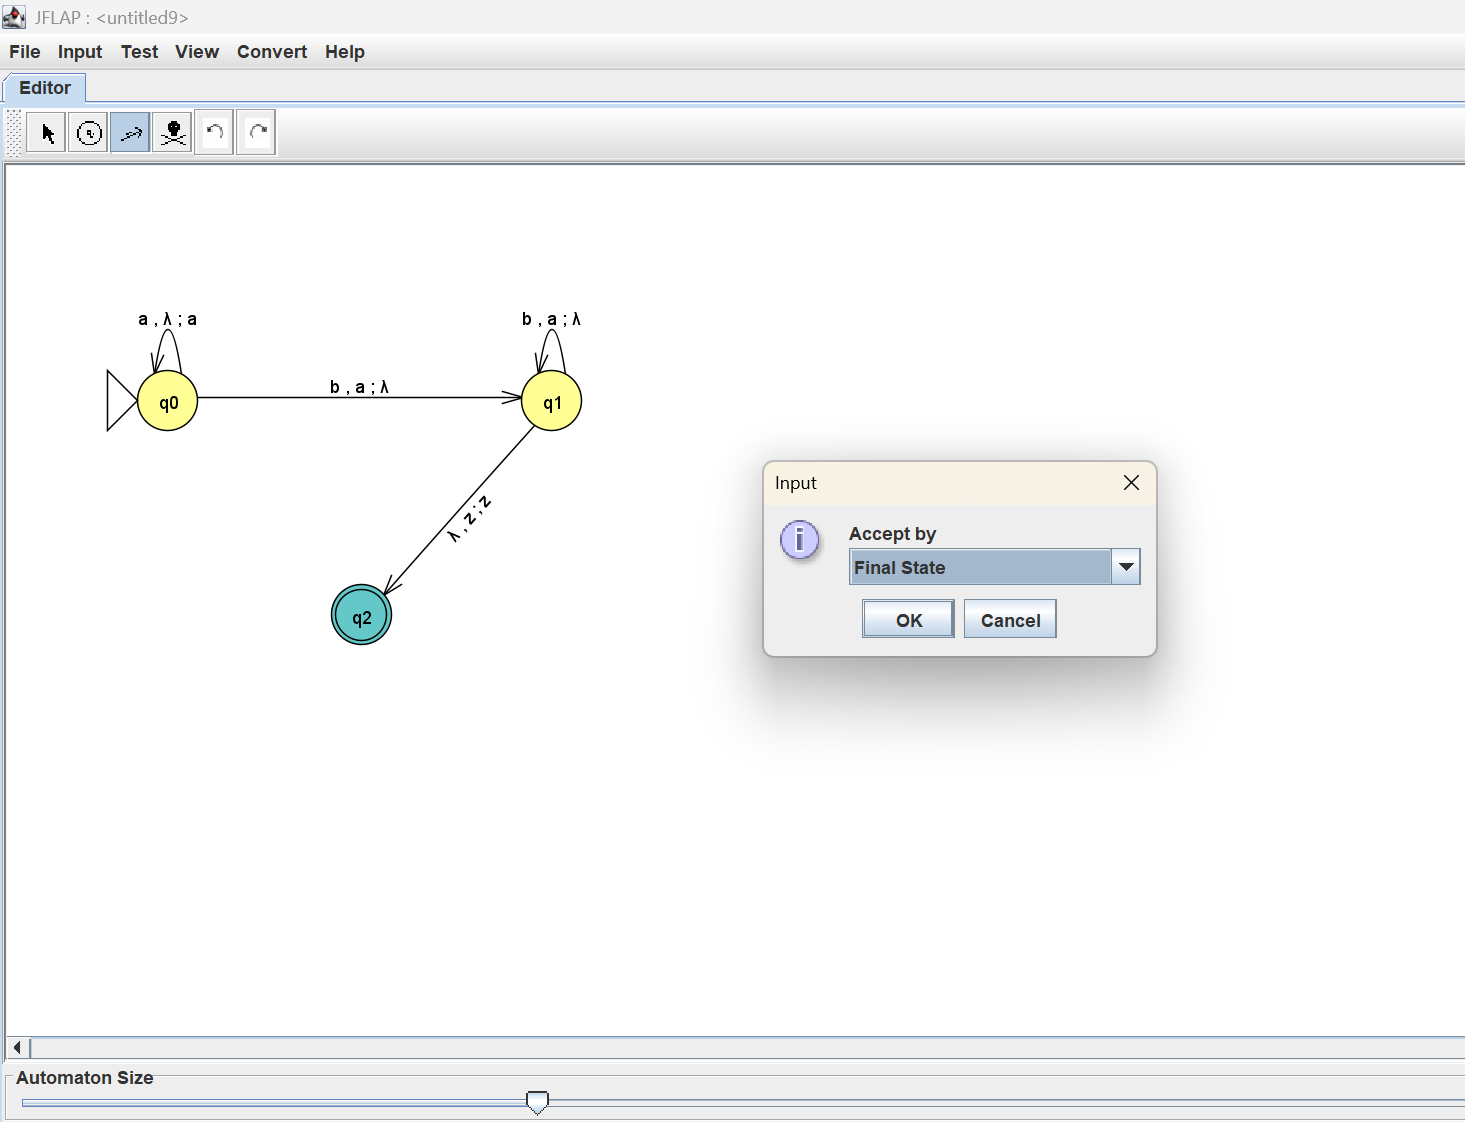 JFLAP : <untitled9>
File Input Test View Convert Help
Editor
a , λ ; a
b , a ; λ
b , a ; λ
q0
q1
λ , z ; z
q2
Input
Accept by
Final State
OK Cancel
Automaton Size